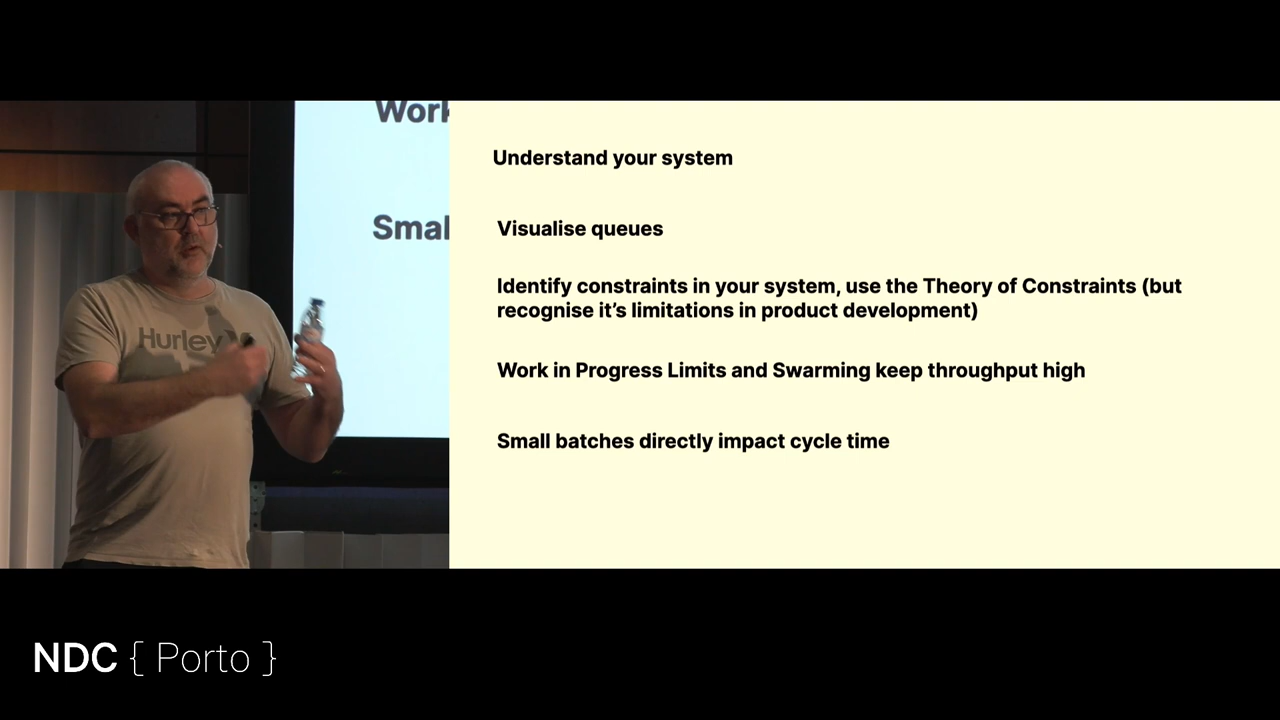 Work
Smal
Hurley
Understand your system
Visualise queues
Identify constraints in your system, use the Theory of Constraints (but
recognise it’s limitations in product development)
Work in Progress Limits and Swarming keep throughput high
Small batches directly impact cycle time
NDC { Porto }